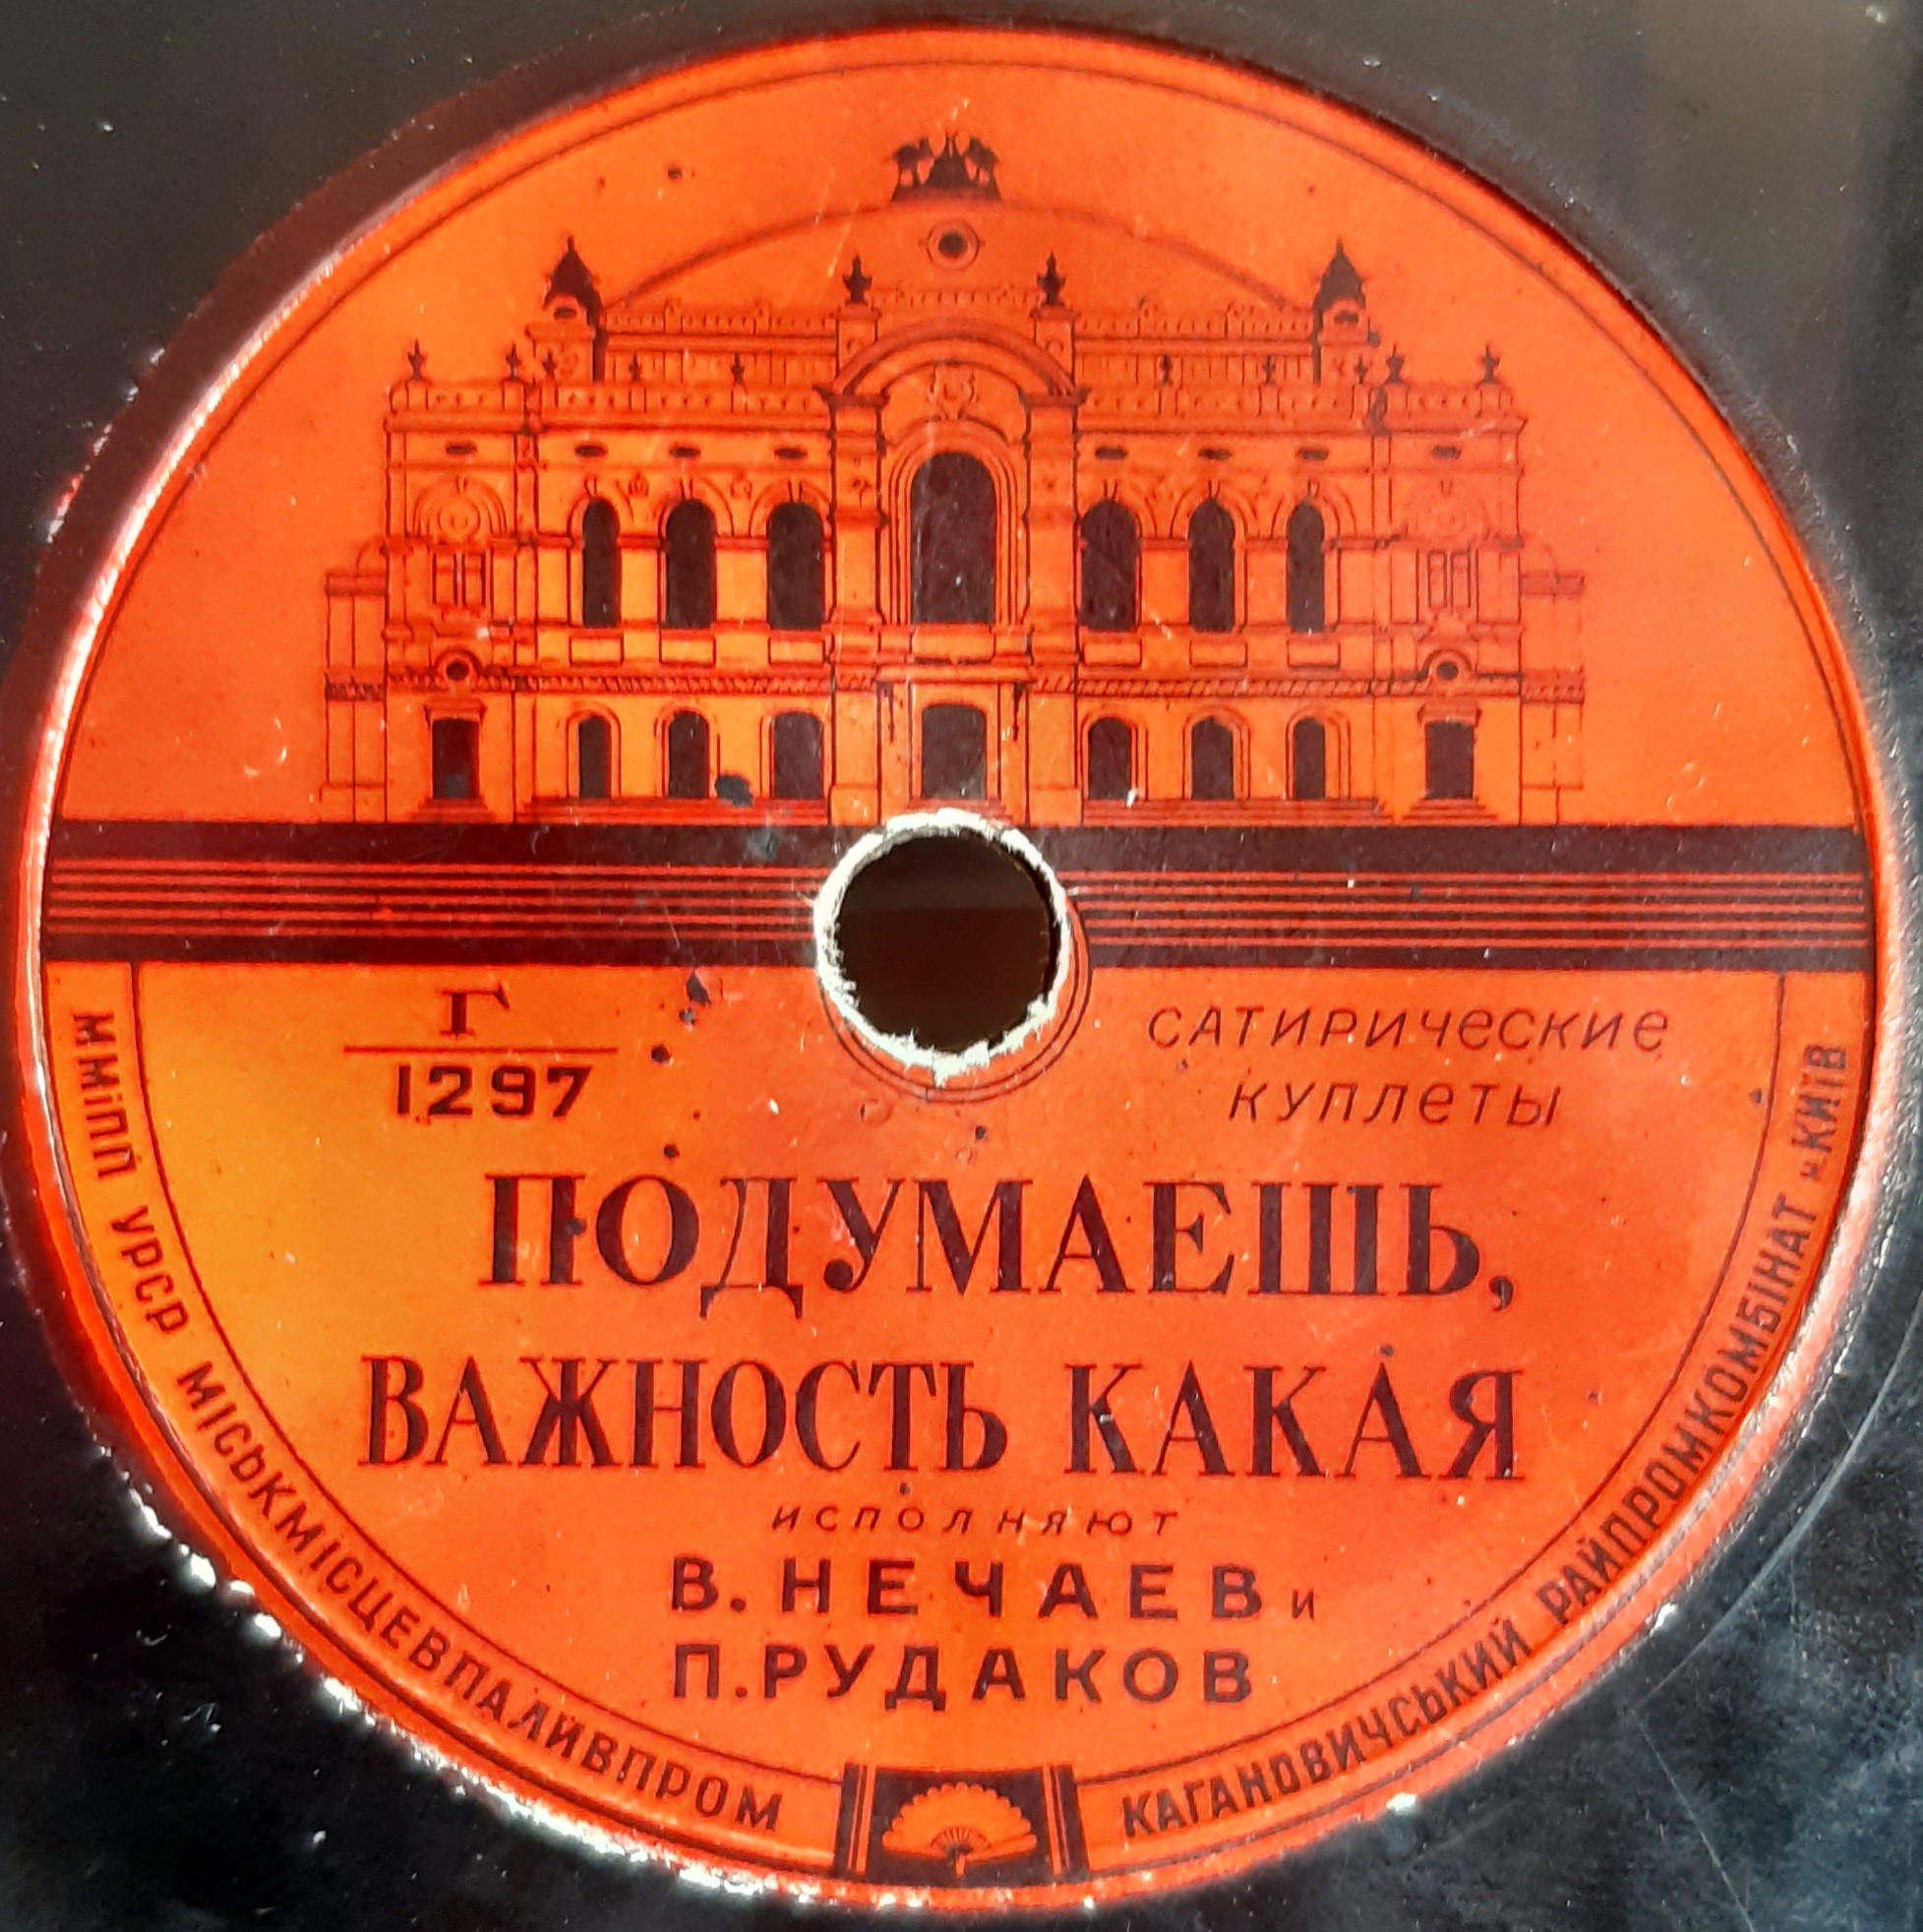 Г
1297
САТИРИЧЕСКИЕ
КУПЛЕТЫ
ПОДУМАЕШЬ,
ВАЖНОСТЬ КАКАЯ
ИСПОЛНЯЮТ
В. НЕЧАЕВ и
П. РУДАКОВ
ММіПП УРСР МІСЬКМІСЦЕВПАЛИВПРОМ
КАГАНОВИЧСЬКИЙ РАЙПРОМКОМБІНАТ м. КИЇВ